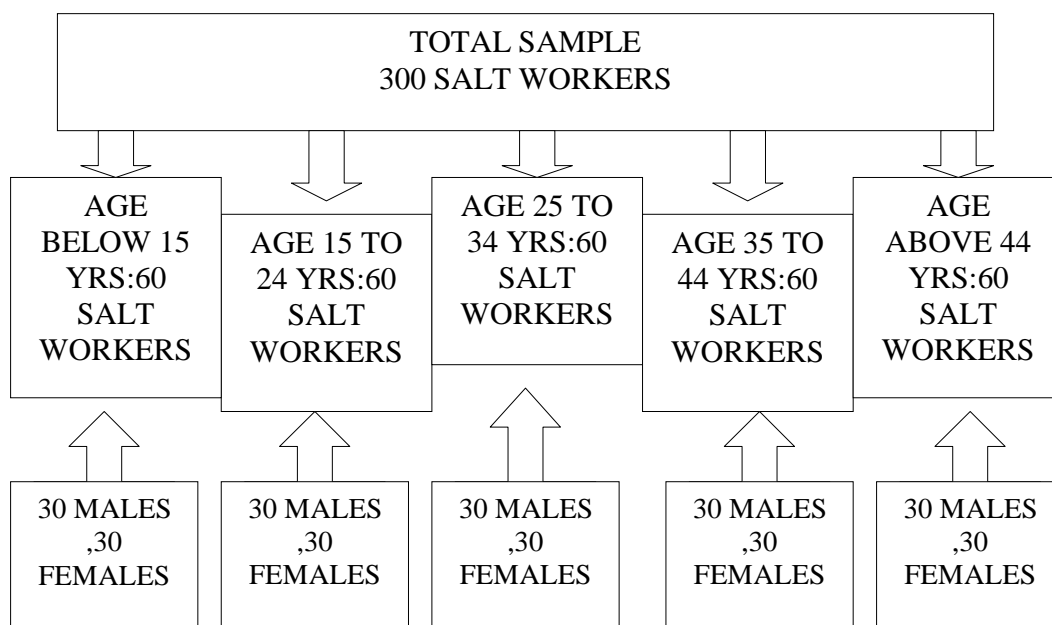 TOTAL SAMPLE
300 SALT WORKERS
AGE
BELOW 15
YRS:60
SALT
WORKERS
AGE 15 TO
24 YRS:60
SALT
WORKERS
AGE 25 TO
34 YRS:60
SALT
WORKERS
AGE 35 TO
44 YRS:60
SALT
WORKERS
AGE
ABOVE 44
YRS:60
SALT
WORKERS
30 MALES
,30
FEMALES
30 MALES
,30
FEMALES
30 MALES
,30
FEMALES
30 MALES
,30
FEMALES
30 MALES
,30
FEMALES